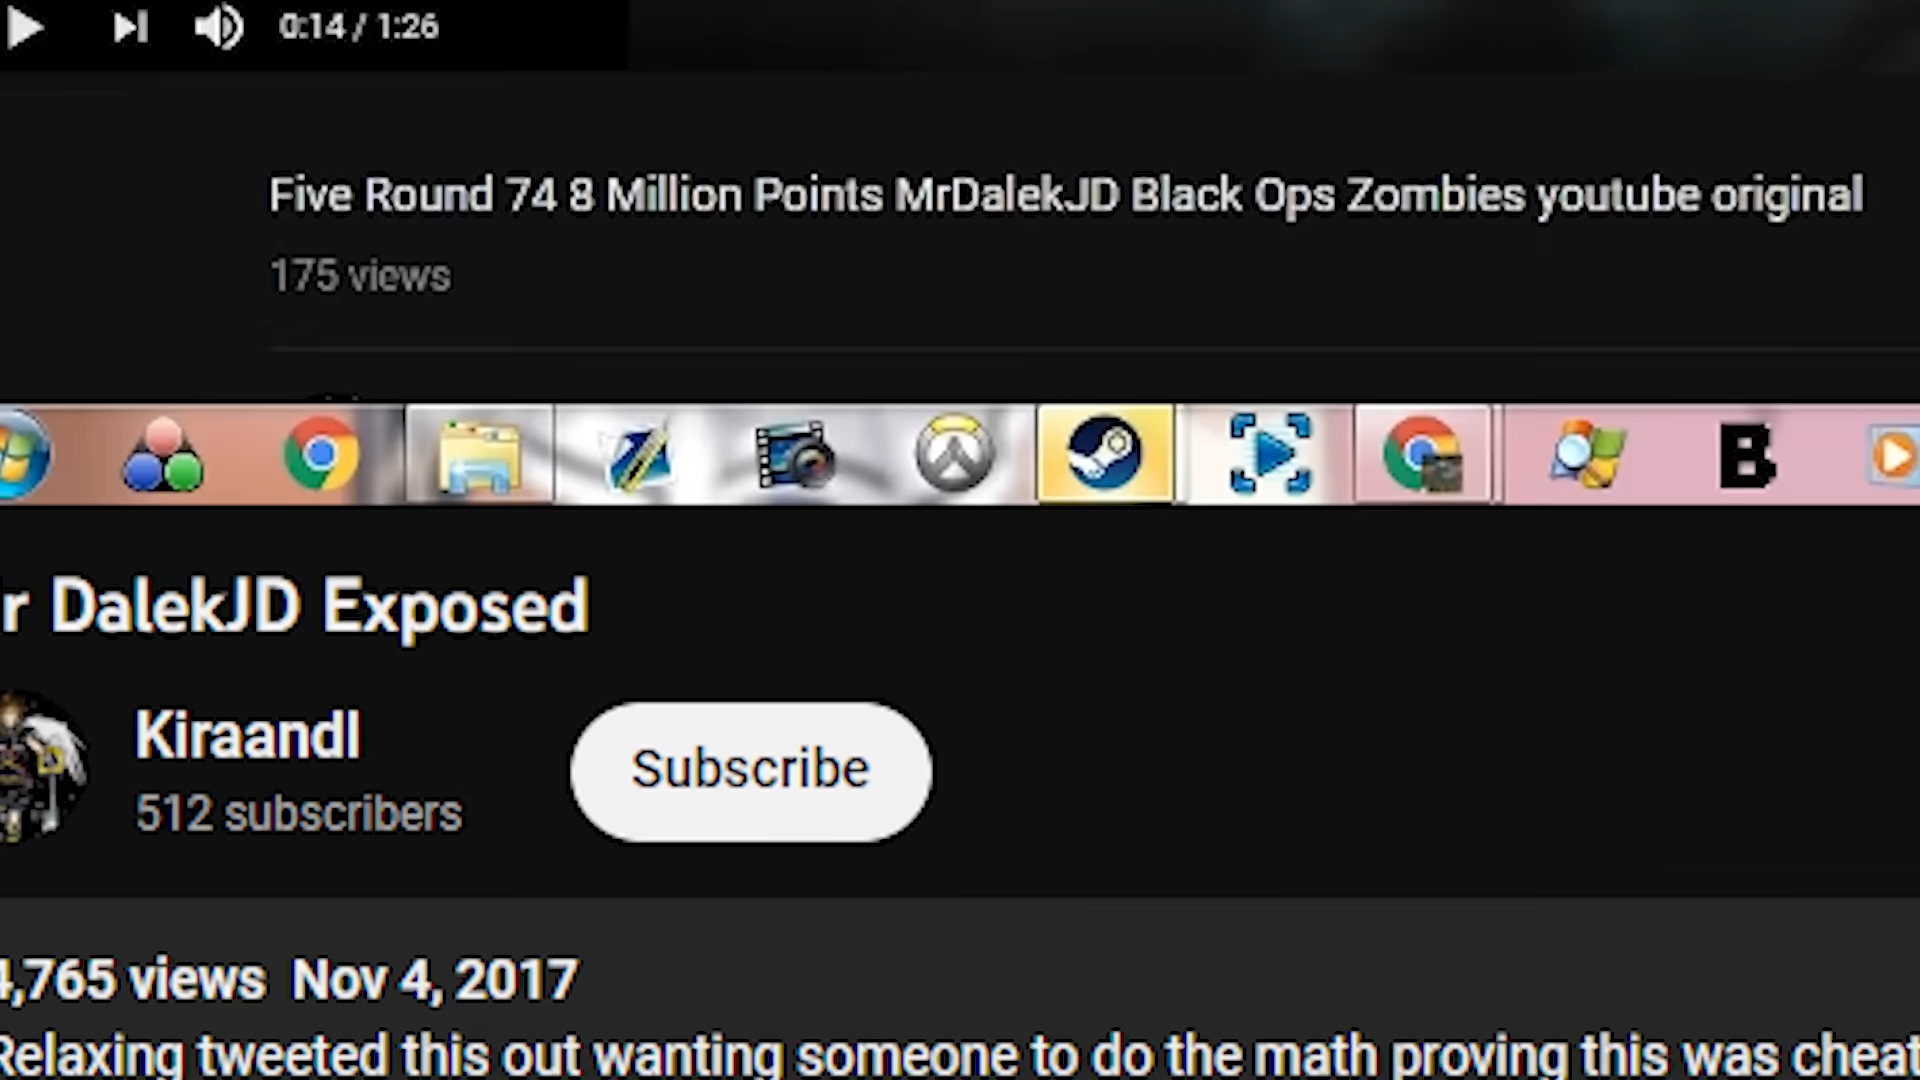 0:14 / 1:26
Five Round 74 8 Million Points MrDalekJD Black Ops Zombies youtube original
175 views
B
r DalekJD Exposed
Kiraandl
Subscribe
512 subscribers
4,765 views Nov 4, 2017
Relaxing tweeted this out wanting someone to do the math proving this was cheat